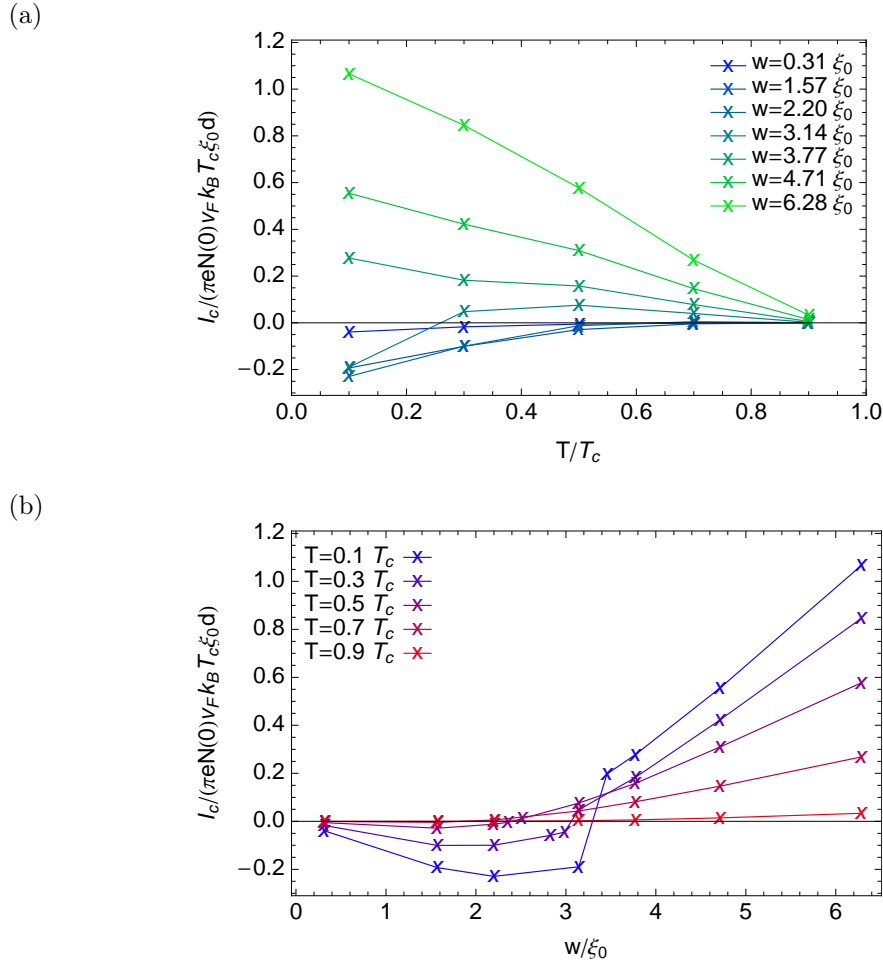 (a)
I_c/(πeN(0)v_F k_B T_c ξ_0 d)
1.2
1.0
0.8
0.6
0.4
0.2
0.0
−0.2
w=0.31 ξ_0
w=1.57 ξ_0
w=2.20 ξ_0
w=3.14 ξ_0
w=3.77 ξ_0
w=4.71 ξ_0
w=6.28 ξ_0
0.0 0.2 0.4 0.6 0.8 1.0
T/T_c
(b)
I_c/(πeN(0)v_F k_B T_c ξ_0 d)
1.2
1.0
0.8
0.6
0.4
0.2
0.0
−0.2
T=0.1 T_c
T=0.3 T_c
T=0.5 T_c
T=0.7 T_c
T=0.9 T_c
0 1 2 3 4 5 6
w/ξ_0